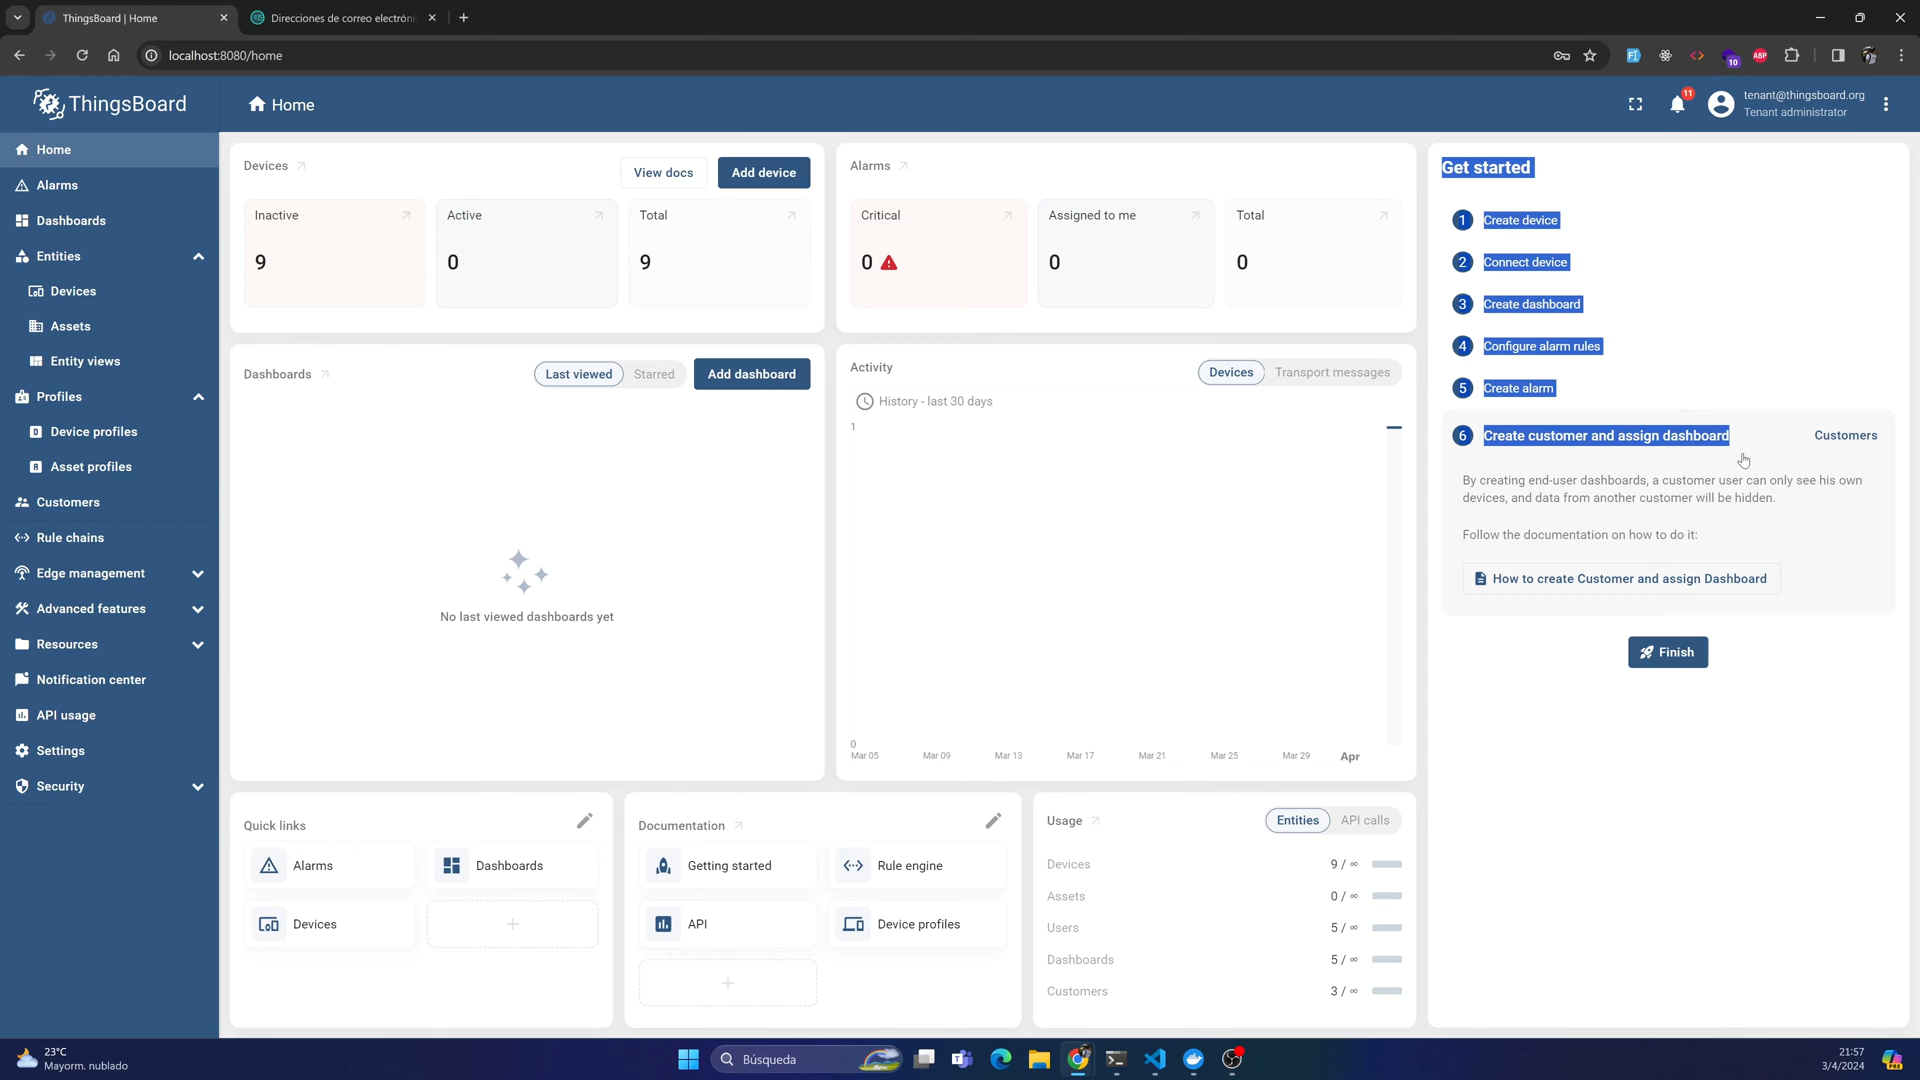 ThingsBoard | Home
Direcciones de correo electróni
localhost:8080/home
10
ABP
ThingsBoard
Home
11
tenant@thingsboard.org
Tenant administrator
Home
Alarms
Dashboards
Entities
Devices
Assets
Entity views
Profiles
Device profiles
Asset profiles
Customers
Rule chains
Edge management
Advanced features
Resources
Notification center
API usage
Settings
Security
Devices
View docs
Add device
Inactive
9
Active
0
Total
9
Alarms
Critical
0
Assigned to me
0
Total
0
Dashboards
Last viewed
Starred
Add dashboard
No last viewed dashboards yet
Activity
Devices
Transport messages
History - last 30 days
1
0
Mar 05
Mar 09
Mar 13
Mar 17
Mar 21
Mar 25
Mar 29
Apr
Get started
1 Create device
2 Connect device
3 Create dashboard
4 Configure alarm rules
5 Create alarm
6 Create customer and assign dashboard
Customers
By creating end-user dashboards, a customer user can only see his own
devices, and data from another customer will be hidden.
Follow the documentation on how to do it:
How to create Customer and assign Dashboard
Finish
Quick links
Alarms
Dashboards
Devices
Documentation
Getting started
Rule engine
API
Device profiles
Usage
Entities
API calls
Devices 9 / ∞
Assets 0 / ∞
Users 5 / ∞
Dashboards 5 / ∞
Customers 3 / ∞
23°C
Mayorm. nublado
Búsqueda
21:57
3/4/2024
PRE